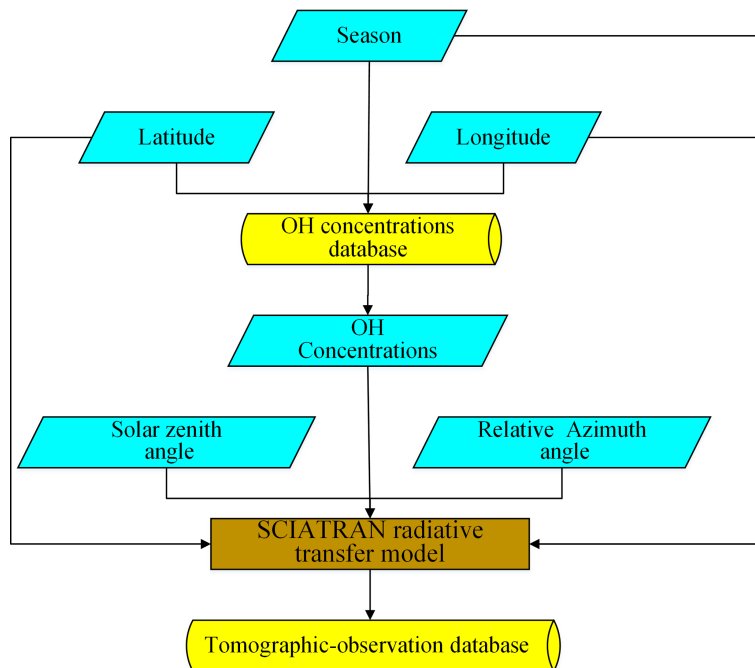 Season
Latitude
Longitude
OH concentrations
database
OH
Concentrations
Solar zenith
angle
Relative Azimuth
angle
SCIATRAN radiative
transfer model
Tomographic-observation database